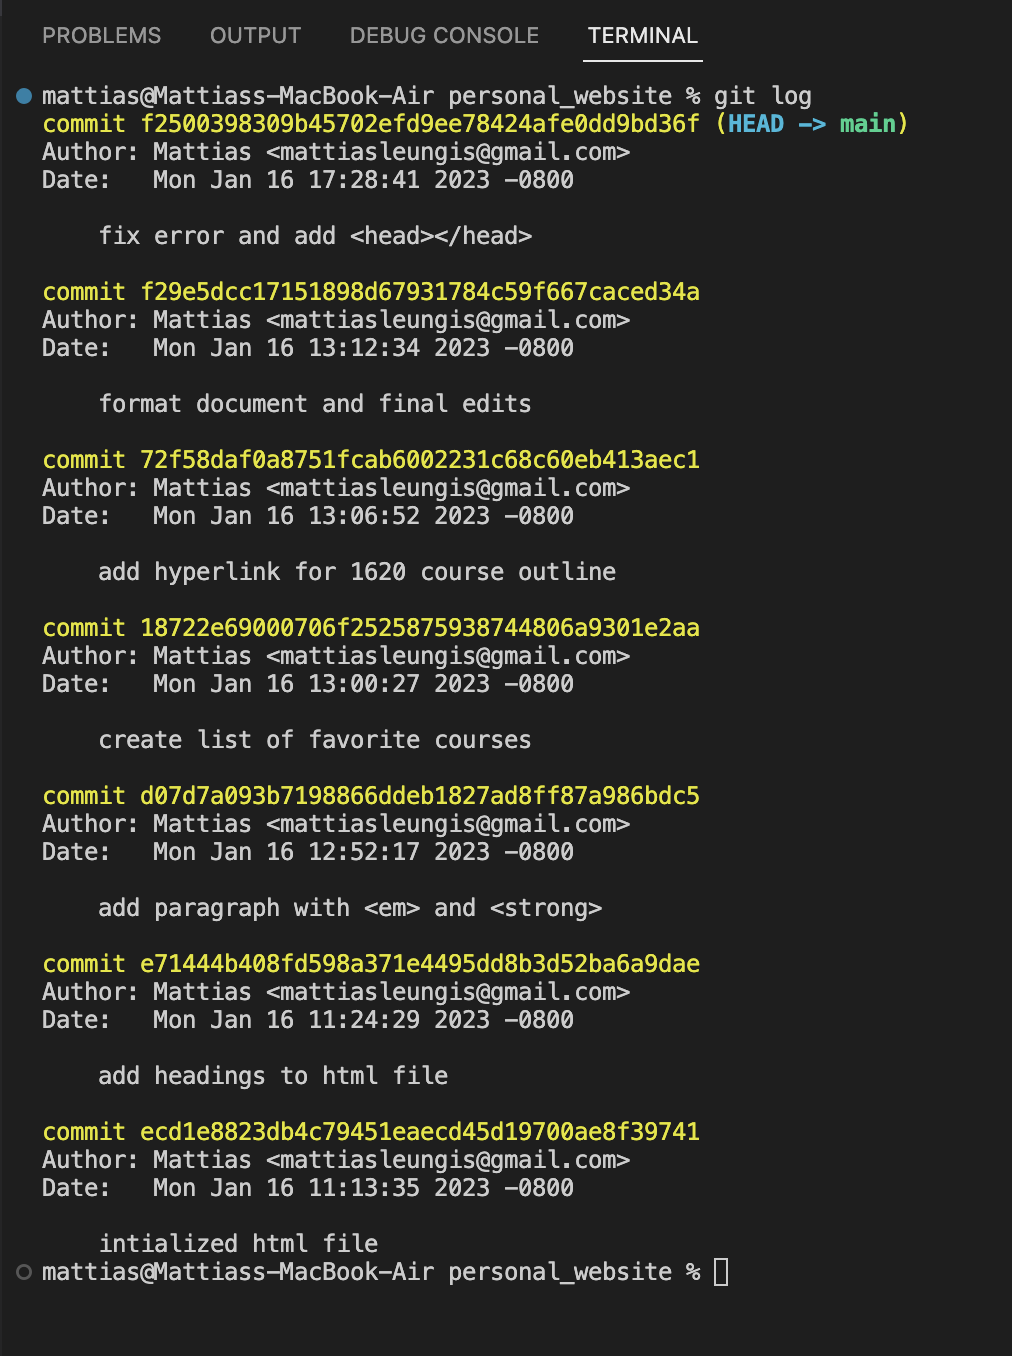 PROBLEMS OUTPUT DEBUG CONSOLE TERMINAL
mattias@Mattiass-MacBook-Air personal_website % git log
commit f2500398309b45702efd9ee78424afe0dd9bd36f (HEAD -> main)
Author: Mattias <mattiasleungis@gmail.com>
Date:   Mon Jan 16 17:28:41 2023 -0800
fix error and add <head></head>
commit f29e5dcc17151898d67931784c59f667caced34a
Author: Mattias <mattiasleungis@gmail.com>
Date:   Mon Jan 16 13:12:34 2023 -0800
format document and final edits
commit 72f58daf0a8751fcab6002231c68c60eb413aec1
Author: Mattias <mattiasleungis@gmail.com>
Date:   Mon Jan 16 13:06:52 2023 -0800
add hyperlink for 1620 course outline
commit 18722e69000706f2525875938744806a9301e2aa
Author: Mattias <mattiasleungis@gmail.com>
Date:   Mon Jan 16 13:00:27 2023 -0800
create list of favorite courses
commit d07d7a093b7198866ddeb1827ad8ff87a986bdc5
Author: Mattias <mattiasleungis@gmail.com>
Date:   Mon Jan 16 12:52:17 2023 -0800
add paragraph with <em> and <strong>
commit e71444b408fd598a371e4495dd8b3d52ba6a9dae
Author: Mattias <mattiasleungis@gmail.com>
Date:   Mon Jan 16 11:24:29 2023 -0800
add headings to html file
commit ecd1e8823db4c79451eaecd45d19700ae8f39741
Author: Mattias <mattiasleungis@gmail.com>
Date:   Mon Jan 16 11:13:35 2023 -0800
intialized html file
mattias@Mattiass-MacBook-Air personal_website %